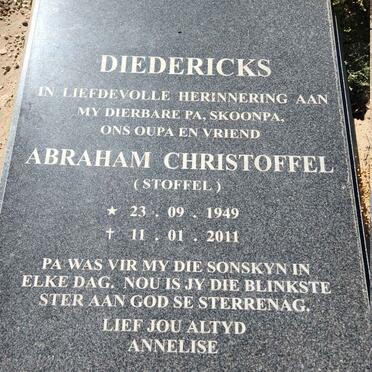 DIEDERICKS
IN LIEFDEVOLLE HERINNERING AAN
MY DIERBARE PA, SKOONPA,
ONS OUPA EN VRIEND
ABRAHAM CHRISTOFFEL
( STOFFEL )
★ 23 . 09 . 1949
† 11 . 01 . 2011
PA WAS VIR MY DIE SONSKYN IN
ELKE DAG. NOU IS JY DIE BLINKSTE
STER AAN GOD SE STERRENAG.
LIEF JOU ALTYD
ANNELISE